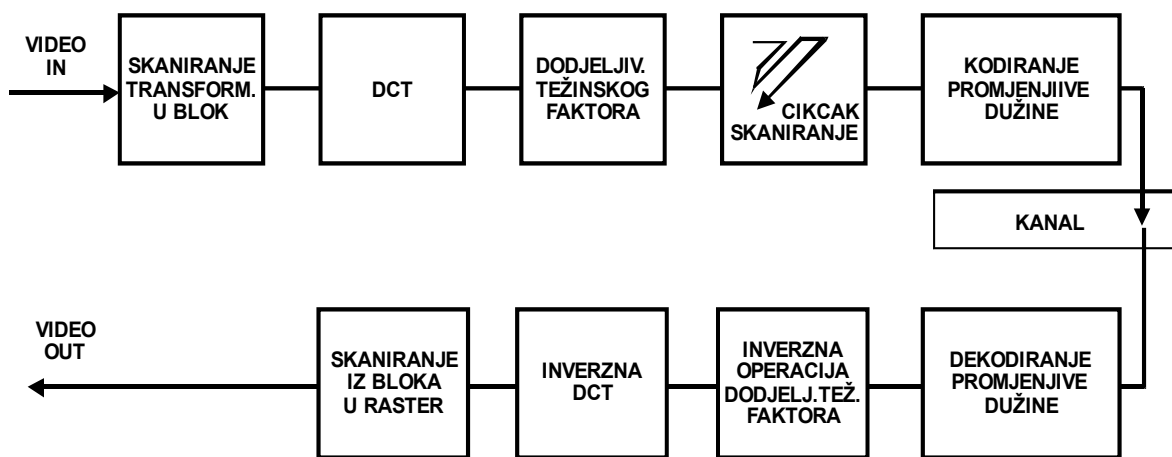 VIDEO
IN
SKANIRANJE
TRANSFORM.
U BLOK
DCT
DODJELJIV.
TEŽINSKOG
FAKTORA
CIKCAK
SKANIRANJE
KODIRANJE
PROMJENJIIVE
DUŽINE
KANAL
VIDEO
OUT
SKANIRANJE
IZ BLOKA
U RASTER
INVERZNA
DCT
INVERZNA
OPERACIJA
DODJELJ.TEŽ.
FAKTORA
DEKODIRANJE
PROMJENJIVE
DUŽINE